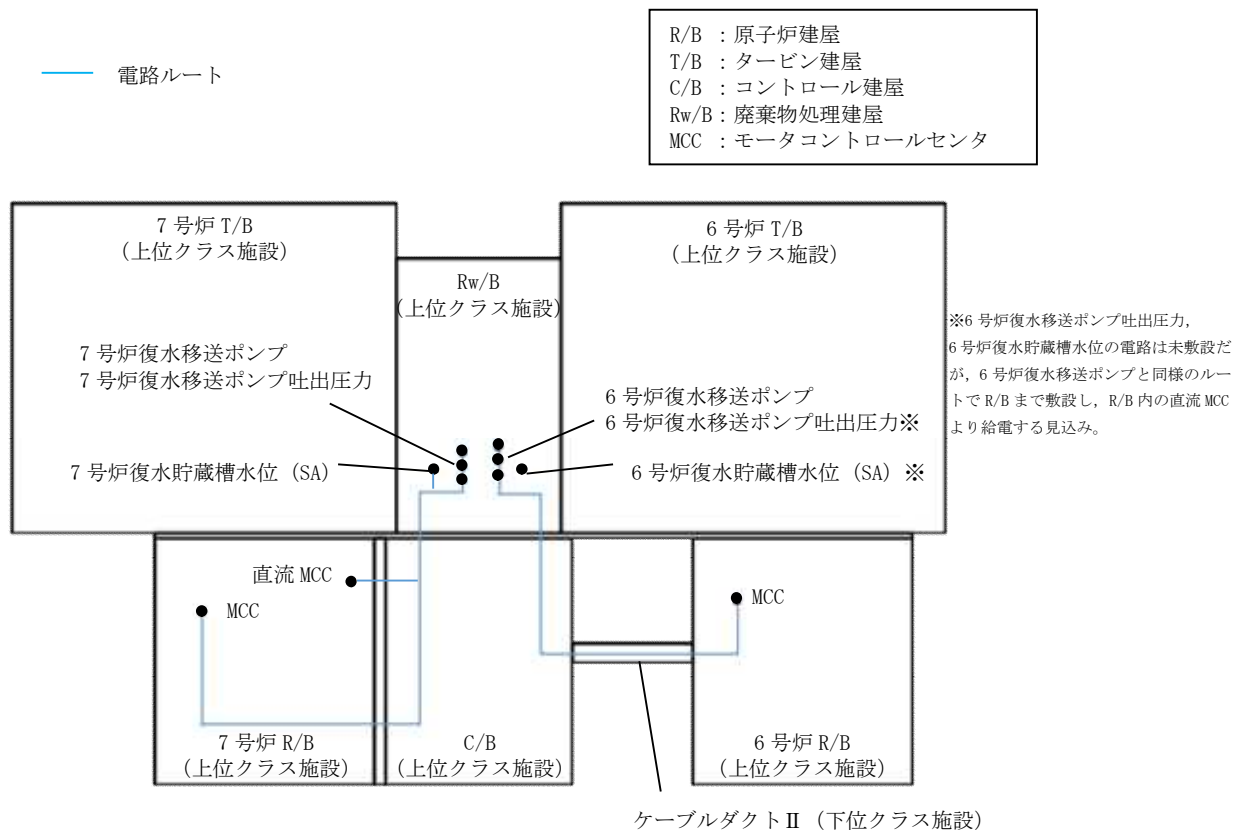 電路ルート
R/B ：原子炉建屋
T/B ：タービン建屋
C/B ：コントロール建屋
Rw/B：廃棄物処理建屋
MCC ：モータコントロールセンタ
7 号炉 T/B
（上位クラス施設）
Rw/B
（上位クラス施設）
6 号炉 T/B
（上位クラス施設）
7 号炉復水移送ポンプ
7 号炉復水移送ポンプ吐出圧力
7 号炉復水貯蔵槽水位（SA）
6 号炉復水移送ポンプ
6 号炉復水移送ポンプ吐出圧力※
6 号炉復水貯蔵槽水位（SA）※
※6 号炉復水移送ポンプ吐出圧力，
6 号炉復水貯蔵槽水位の電路は未敷設だ
が，6 号炉復水移送ポンプと同様のルー
トで R/B まで敷設し，R/B 内の直流 MCC
より給電する見込み。
直流 MCC
MCC
MCC
7 号炉 R/B
（上位クラス施設）
C/B
（上位クラス施設）
6 号炉 R/B
（上位クラス施設）
ケーブルダクトⅡ（下位クラス施設）